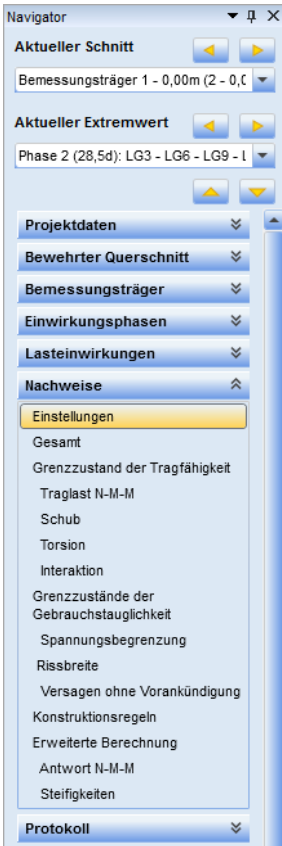 Navigator
Aktueller Schnitt
Bemessungsträger 1 - 0,00m (2 - 0,0
Aktueller Extremwert
Phase 2 (28,5d): LG3 - LG6 - LG9 - L
Projektdaten
Bewehrter Querschnitt
Bemessungsträger
Einwirkungsphasen
Lasteinwirkungen
Nachweise
Einstellungen
Gesamt
Grenzzustand der Tragfähigkeit
Traglast N-M-M
Schub
Torsion
Interaktion
Grenzzustände der
Gebrauchstauglichkeit
Spannungsbegrenzung
Rissbreite
Versagen ohne Vorankündigung
Konstruktionsregeln
Erweiterte Berechnung
Antwort N-M-M
Steifigkeiten
Protokoll